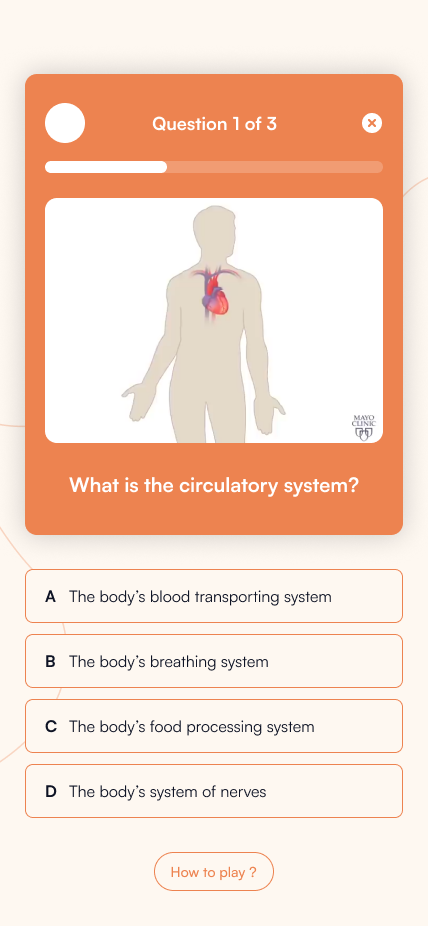 Question 1 of 3
MAYO
CLINIC
What is the circulatory system?
A The body’s blood transporting system
B The body’s breathing system
C The body’s food processing system
D The body’s system of nerves
How to play ?